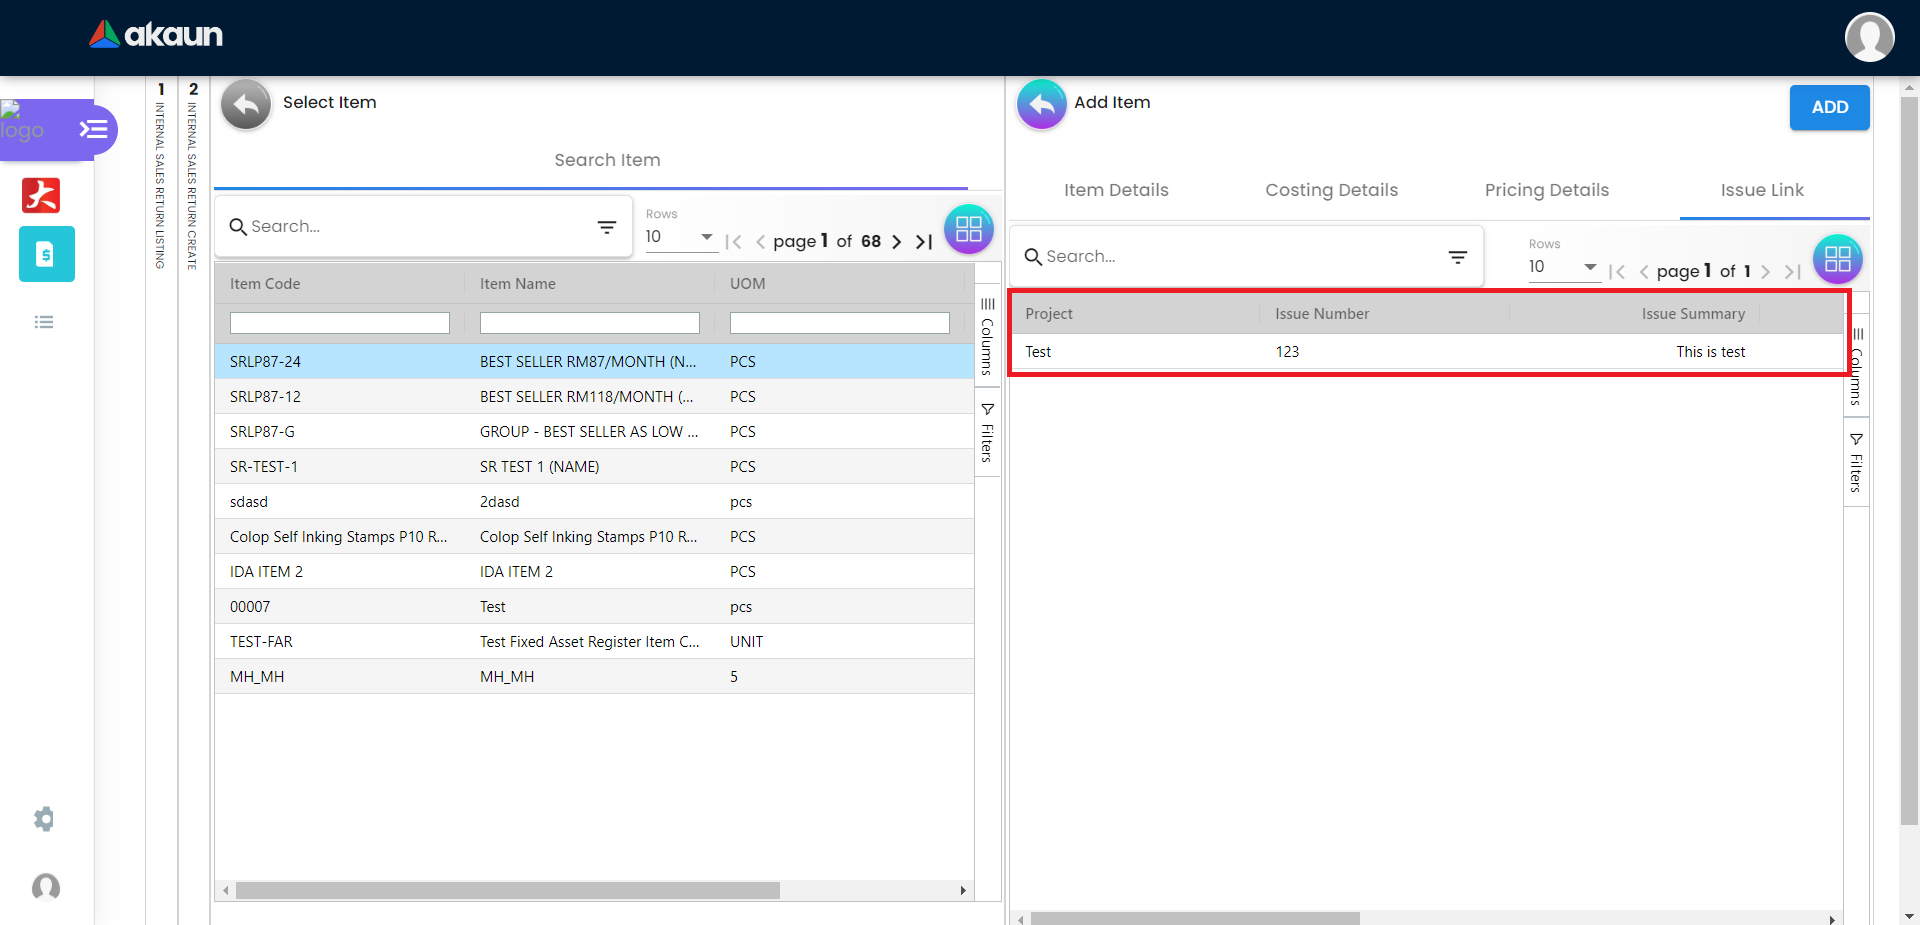 akaun
logo
1
INTERNAL SALES RETURN LISTING
2
INTERNAL SALES RETURN CREATE
Select Item
Search Item
Search...
Rows
10
page 1 of 68
Item Code Item Name UOM
SRLP87-24 BEST SELLER RM87/MONTH (N... PCS
SRLP87-12 BEST SELLER RM118/MONTH (... PCS
SRLP87-G GROUP - BEST SELLER AS LOW ... PCS
SR-TEST-1 SR TEST 1 (NAME) PCS
sdasd 2dasd pcs
Colop Self Inking Stamps P10 R... Colop Self Inking Stamps P10 R... PCS
IDA ITEM 2 IDA ITEM 2 PCS
00007 Test pcs
TEST-FAR Test Fixed Asset Register Item C... UNIT
MH_MH MH_MH 5
Columns
Filters
Add Item
ADD
Item Details Costing Details Pricing Details Issue Link
Search...
Rows
10
page 1 of 1
Project Issue Number Issue Summary
Test 123 This is test
Columns
Filters